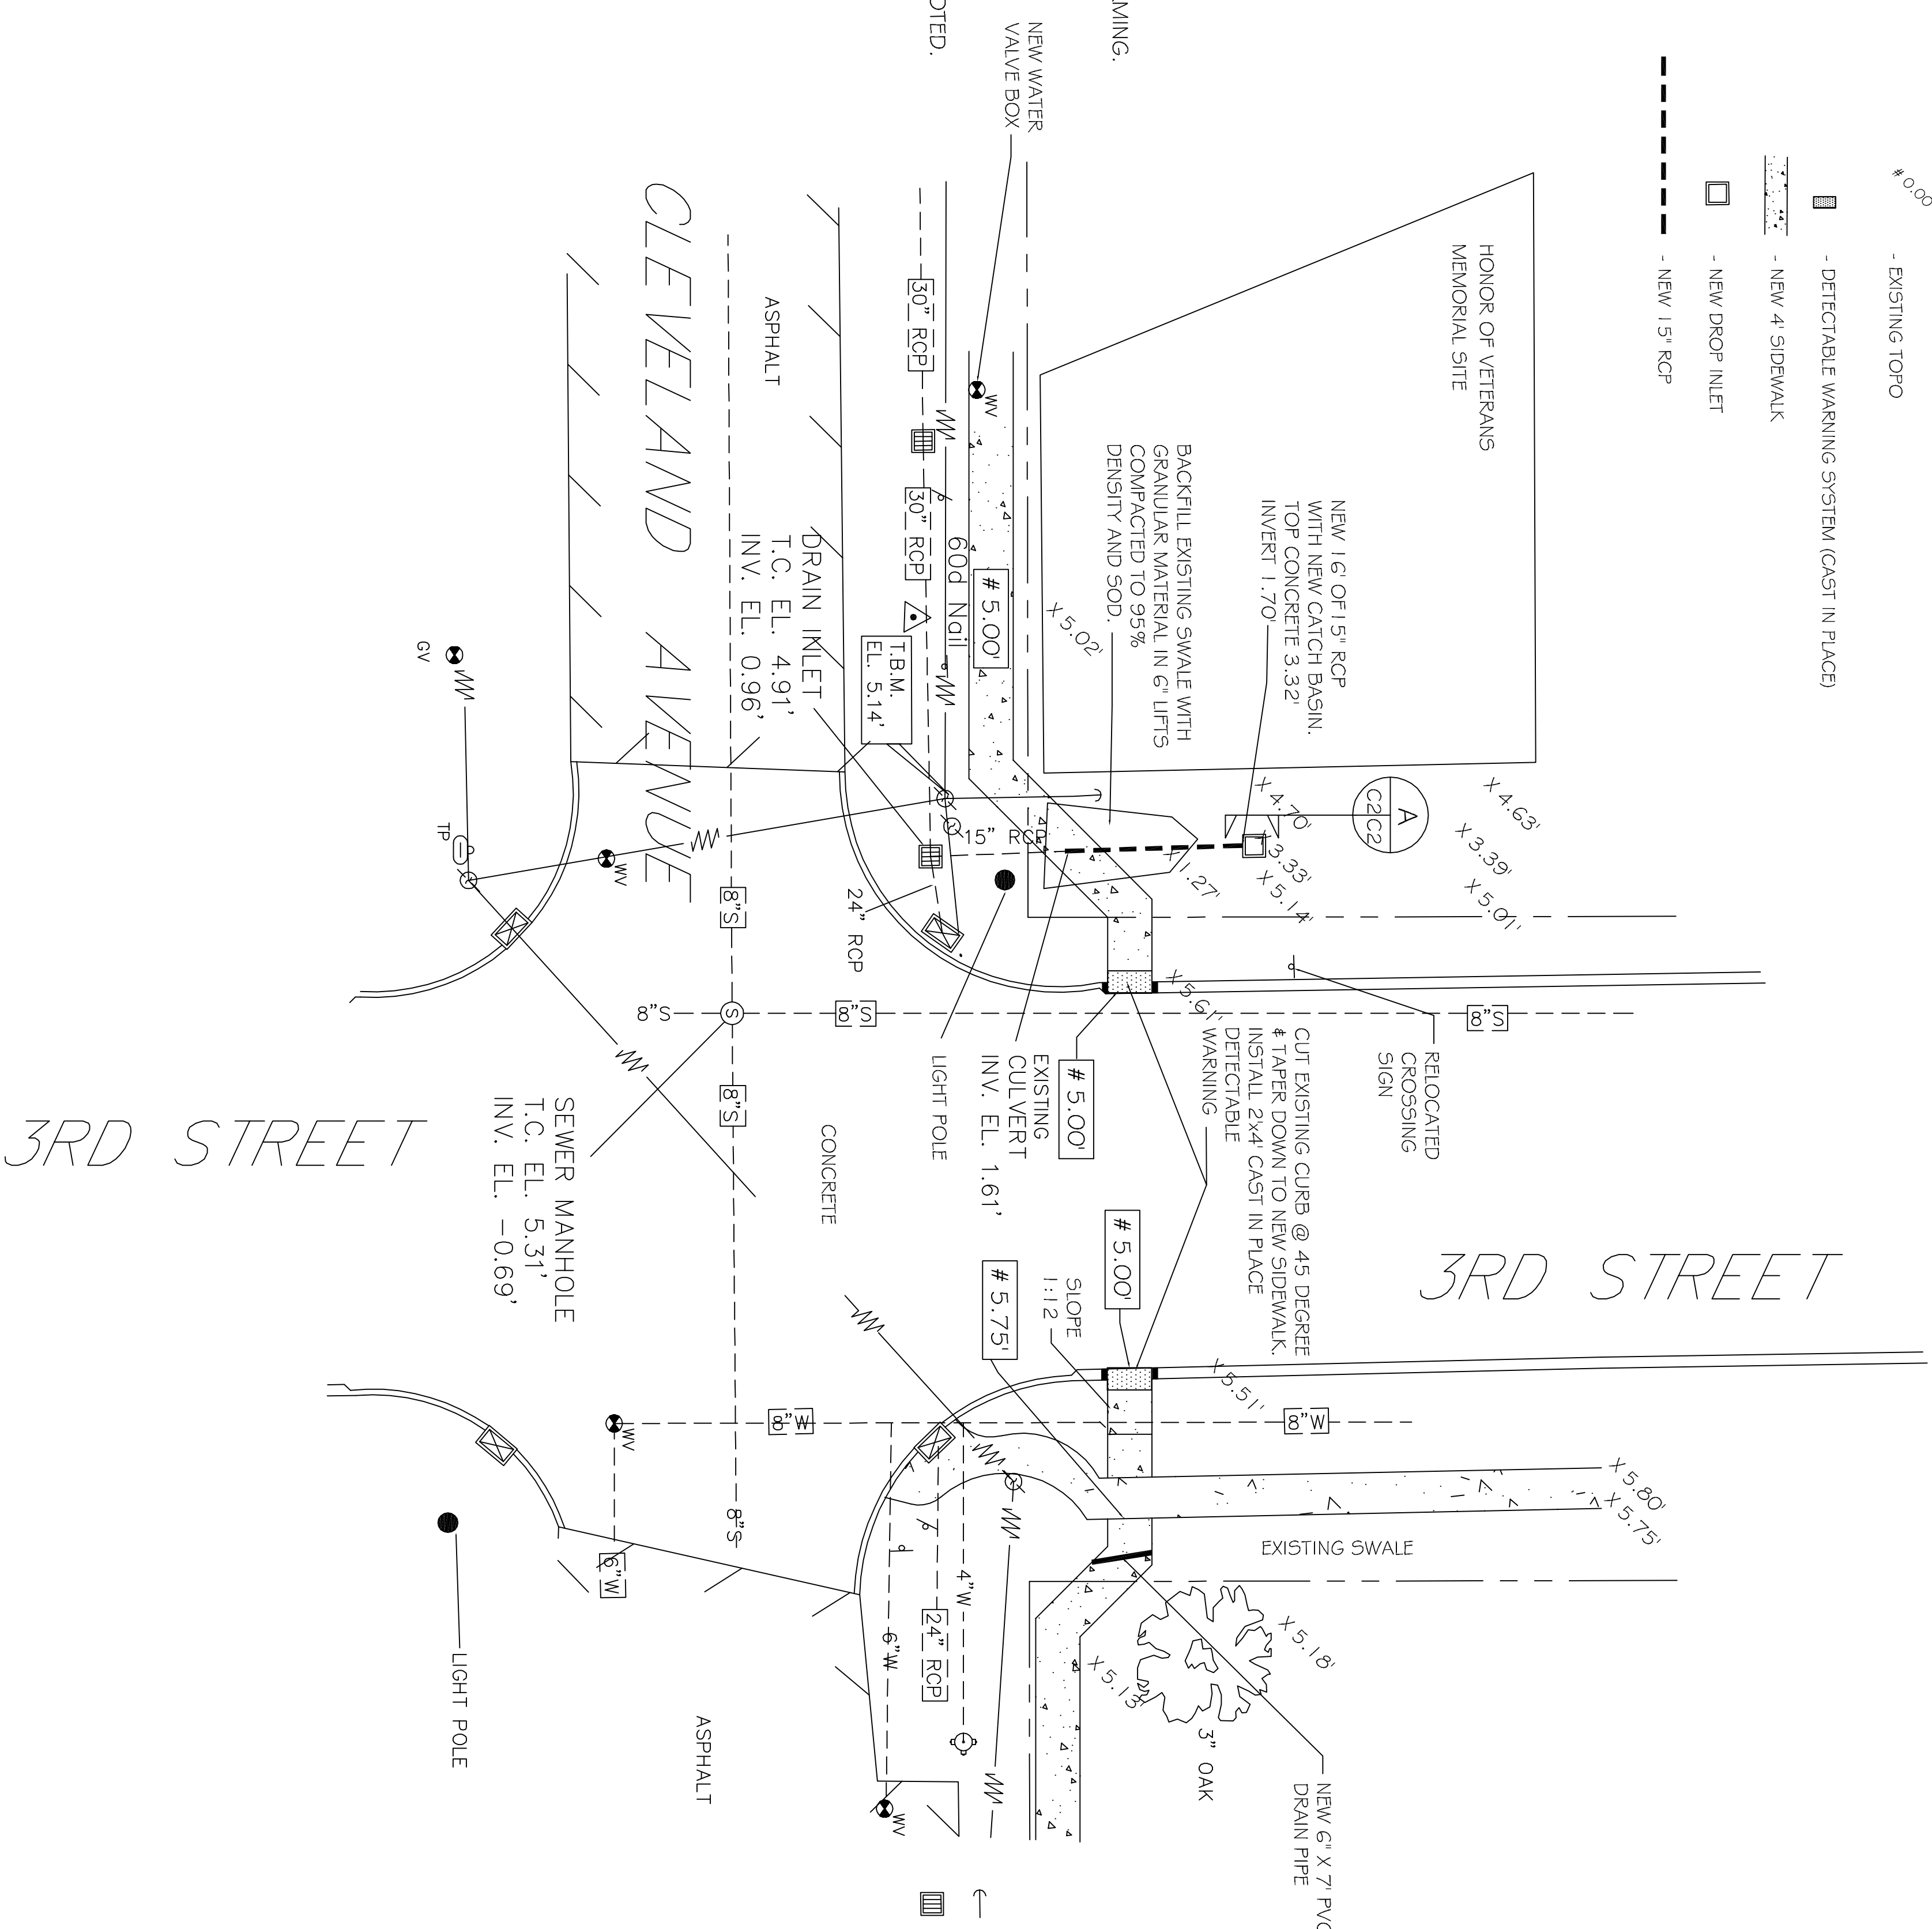 # 0.00
- EXISTING TOPO
- DETECTABLE WARNING SYSTEM (CAST IN PLACE)
- NEW 4' SIDEWALK
- NEW DROP INLET
- NEW 15" RCP
HONOR OF VETERANS
MEMORIAL SITE
NEW WATER
VALVE BOX
WV
NEW 16' OF 15" RCP
WITH NEW CATCH BASIN.
TOP CONCRETE 3.32'
INVERT 1.70'
BACKFILL EXISTING SWALE WITH
GRANULAR MATERIAL IN 6" LIFTS
COMPACTED TO 95%
DENSITY AND SOD.
A
C2 C2
X 4.63'
X 3.39'
X 5.01'
X 4.70'
X 3.33'
X 5.14'
X 1.27'
X 5.02'
X 5.61'
# 5.00'
60d Nail
30" RCP
30" RCP
T.B.M.
EL. 5.14'
DRAIN INLET
T.C. EL. 4.91'
INV. EL. 0.96'
ASPHALT
CLEVELAND AVENUE
15" RCP
24" RCP
GV
TP
WV
8"S
8"S
8"S
S
8"S
8"S
8"S
RELOCATED
CROSSING
SIGN
CUT EXISTING CURB @ 45 DEGREE
& TAPER DOWN TO NEW SIDEWALK.
INSTALL 2'x4' CAST IN PLACE
DETECTABLE
WARNING
# 5.00'
EXISTING
CULVERT
INV. EL. 1.61'
LIGHT POLE
CONCRETE
SEWER MANHOLE
T.C. EL. 5.31'
INV. EL. -0.69'
3RD STREET
3RD STREET
# 5.00'
SLOPE
1:12
# 5.75'
X 5.51'
8"W
8"W
WV
6"W
X 5.80'
X 5.75'
EXISTING SWALE
X 5.18'
X 5.13'
3" OAK
NEW 6" X 7' PVC
DRAIN PIPE
4"W
24" RCP
6"W
WV
ASPHALT
LIGHT POLE